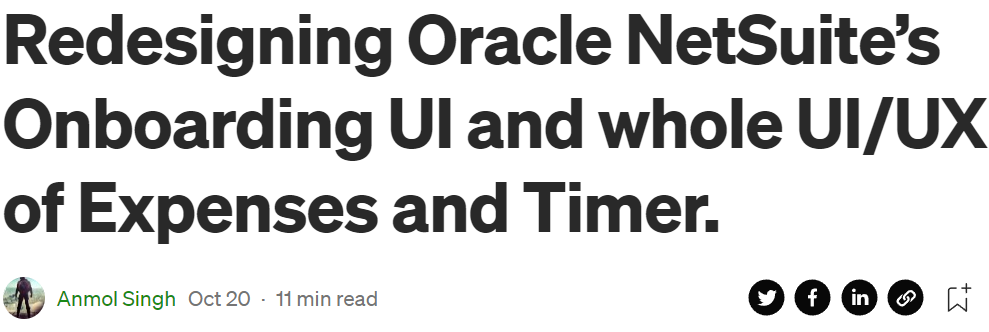 Redesigning Oracle NetSuite’s
Onboarding UI and whole UI/UX
of Expenses and Timer.
Anmol Singh Oct 20 · 11 min read